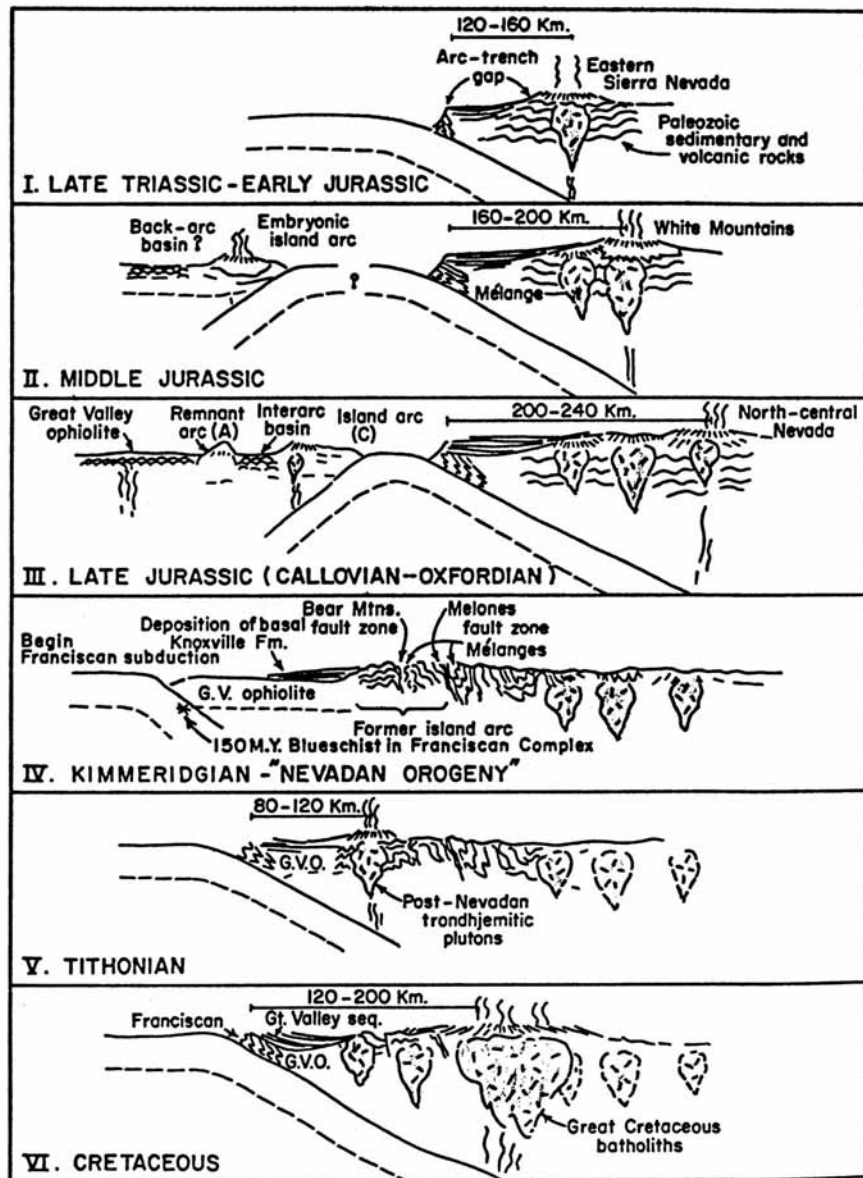 120-160 Km.
Arc-trench
gap
Eastern
Sierra Nevada
Paleozoic
sedimentary and
volcanic rocks
I. LATE TRIASSIC-EARLY JURASSIC
Back-arc
basin ?
Embryonic
island arc
160-200 Km.
White Mountains
?
Mélange
II. MIDDLE JURASSIC
Great Valley
ophiolite
Remnant
arc (A)
Interarc
basin
Island arc
(C)
200-240 Km.
North-central
Nevada
III. LATE JURASSIC (CALLOVIAN-OXFORDIAN)
Begin
Franciscan subduction
Deposition of basal
Knoxville Fm.
Bear Mtns.
fault zone
Melones
fault zone
Mélanges
G.V. ophiolite
Former island arc
150 M.Y. Blueschist in Franciscan Complex
IV. KIMMERIDGIAN-"NEVADAN OROGENY"
80-120 Km.
G.V.O.
Post-Nevadan
trondhjemitic
plutons
V. TITHONIAN
120-200 Km.
Franciscan
Gt. Valley seq.
G.V.O.
Great Cretaceous
batholiths
VI. CRETACEOUS